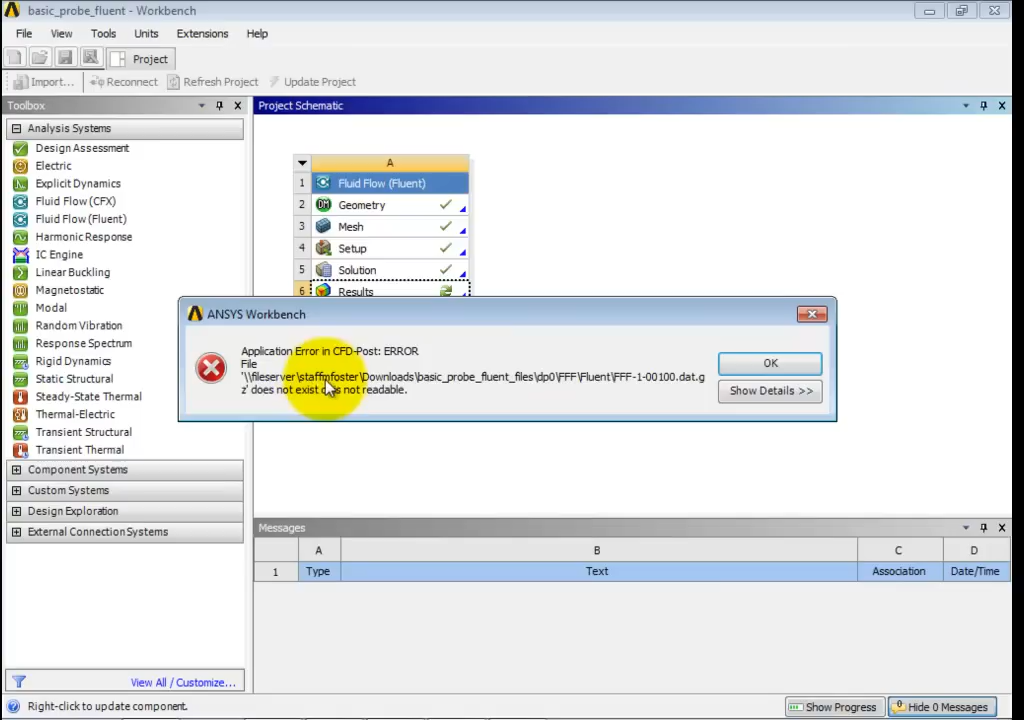 basic_probe_fluent - Workbench
File View Tools Units Extensions Help
Project
Import... Reconnect Refresh Project Update Project
Toolbox
Project Schematic
Analysis Systems
Design Assessment
Electric
Explicit Dynamics
Fluid Flow (CFX)
Fluid Flow (Fluent)
Harmonic Response
IC Engine
Linear Buckling
Magnetostatic
Modal
Random Vibration
Response Spectrum
Rigid Dynamics
Static Structural
Steady-State Thermal
Thermal-Electric
Transient Structural
Transient Thermal
Component Systems
Custom Systems
Design Exploration
External Connection Systems
View All / Customize...
A
1 Fluid Flow (Fluent)
2 Geometry
3 Mesh
4 Setup
5 Solution
6 Results
ANSYS Workbench
Application Error in CFD-Post: ERROR
File
'\\fileserver\staffmfoster\Downloads\basic_probe_fluent_files\dp0\FFF\Fluent\FFF-1-00100.dat.g
z' does not exist not readable.
OK
Show Details >>
Messages
A B C D
1 Type Text Association Date/Time
Right-click to update component.
Show Progress
Hide 0 Messages